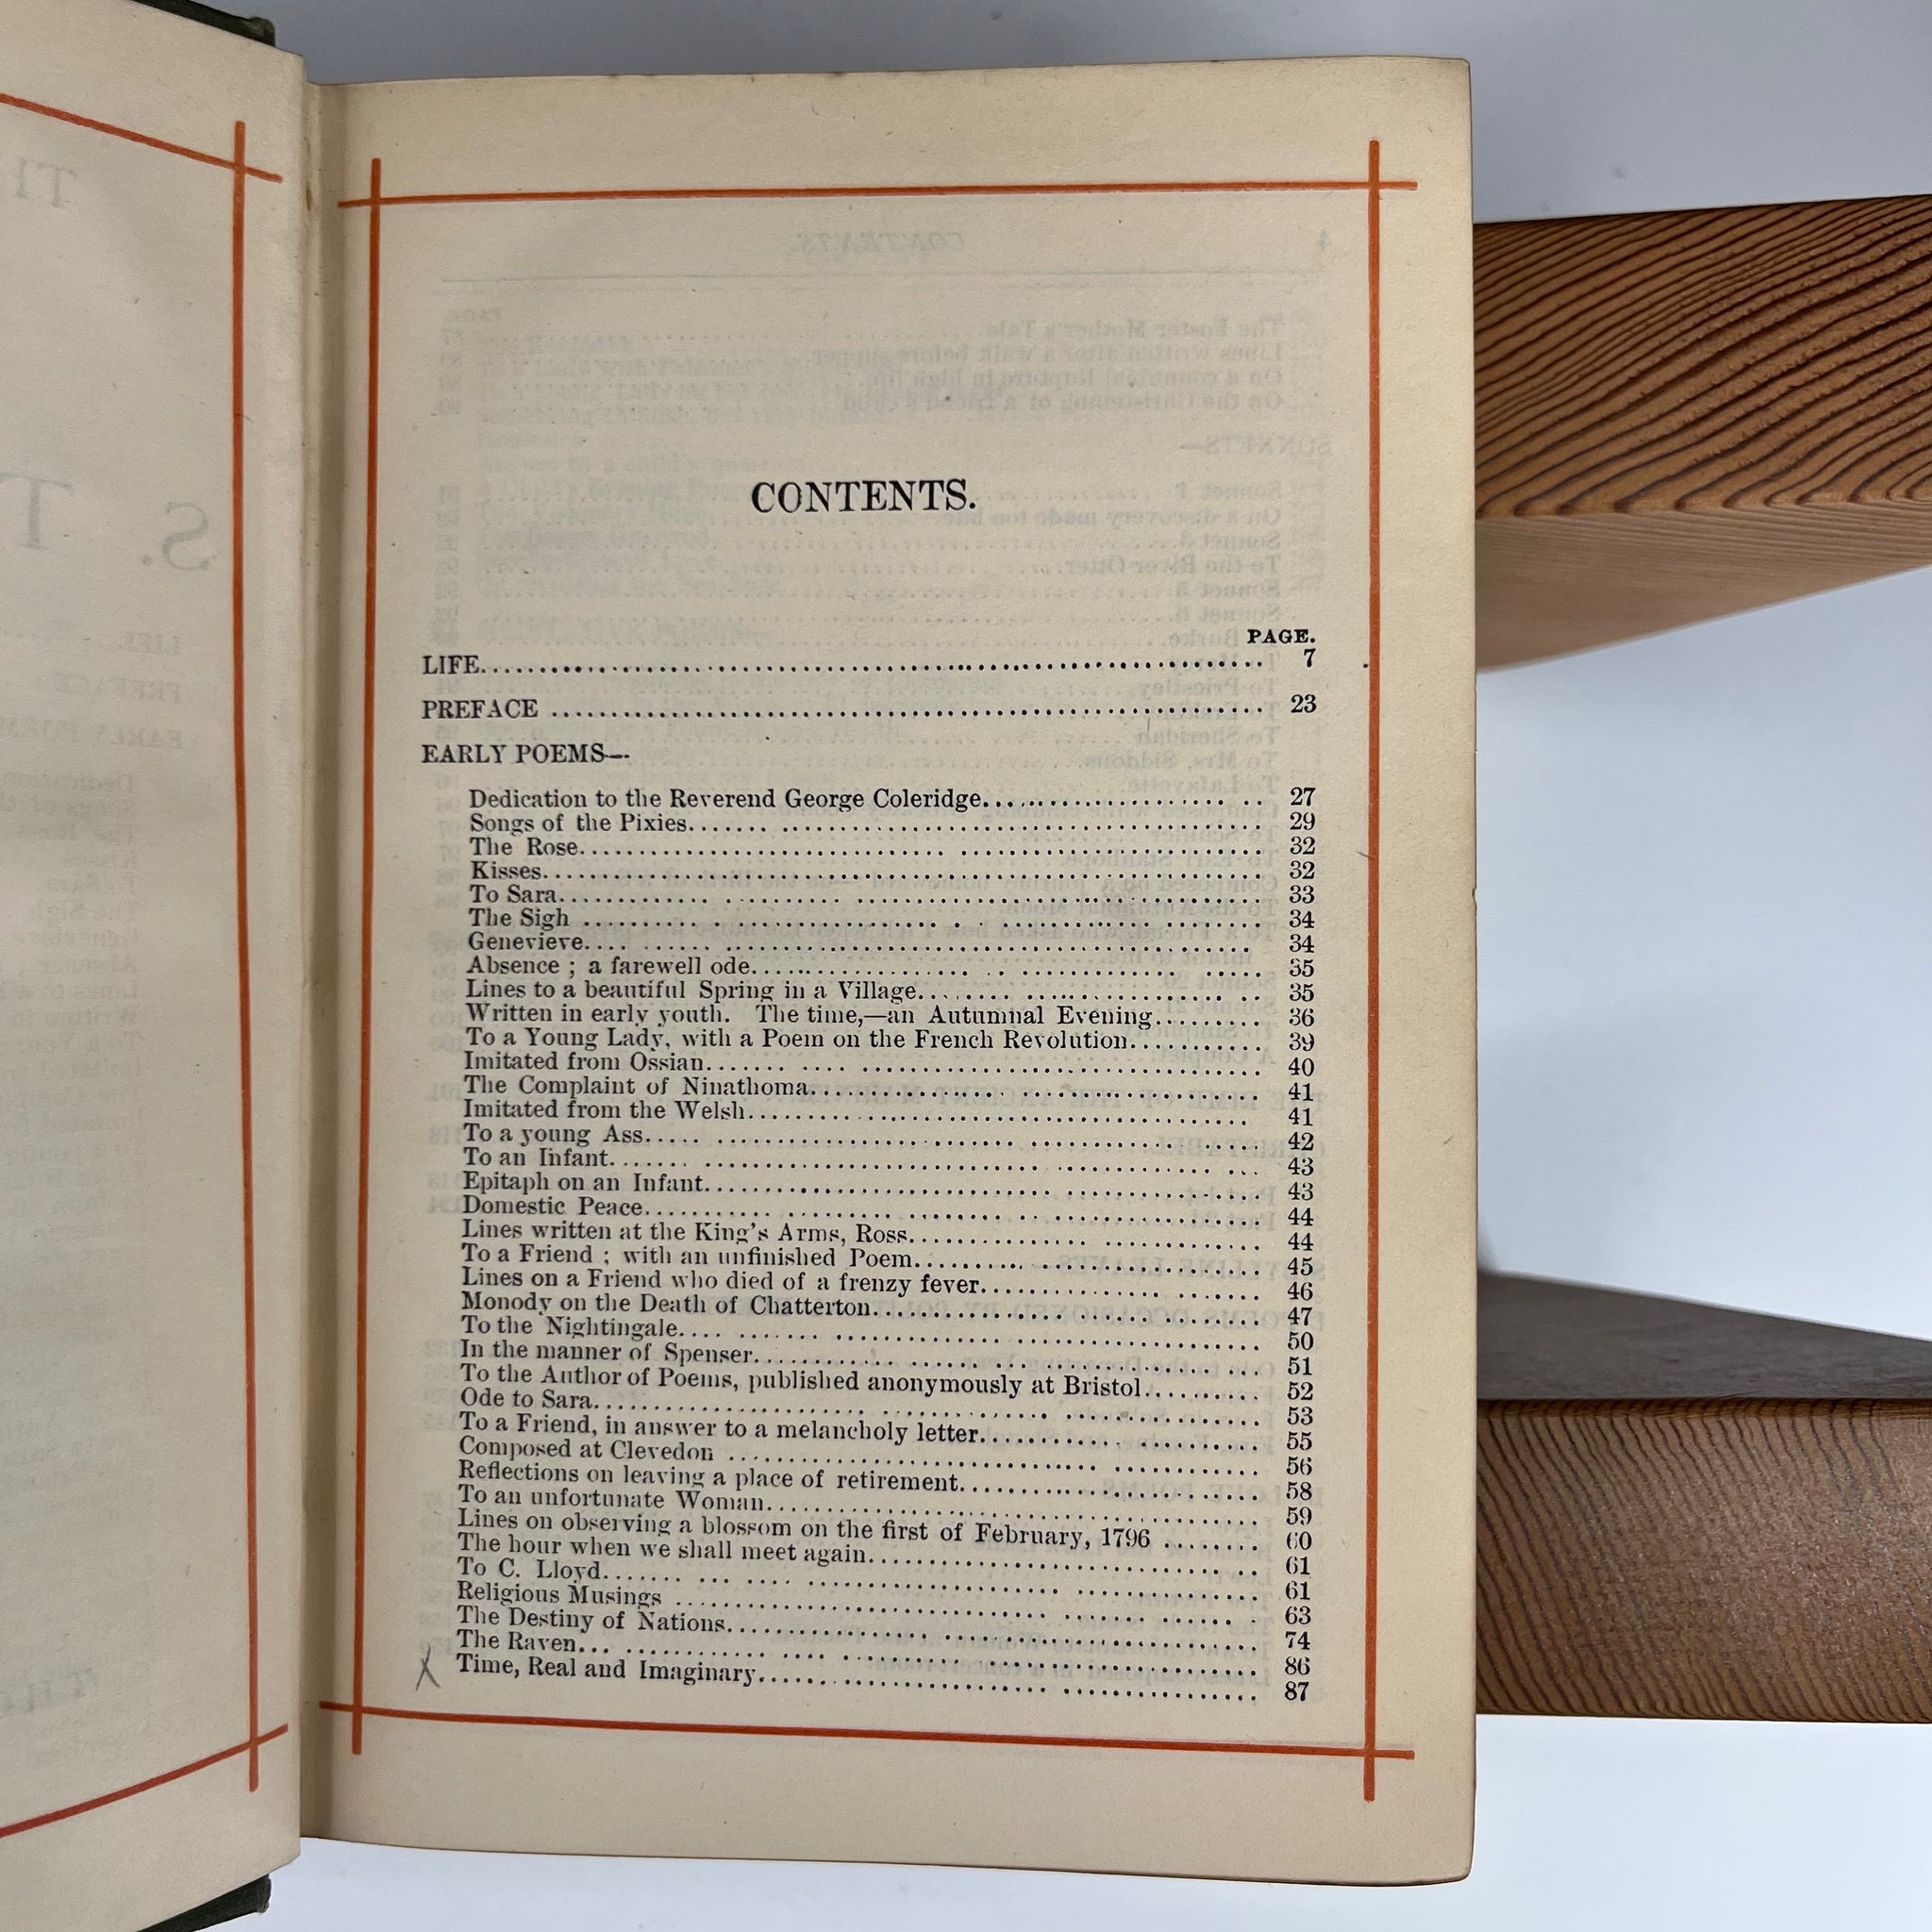 CONTENTS.
PAGE.
LIFE 7
PREFACE 23
EARLY POEMS—
Dedication to the Reverend George Coleridge 27
Songs of the Pixies 29
The Rose 32
Kisses 32
To Sara 33
The Sigh 34
Genevieve 34
Absence ; a farewell ode 35
Lines to a beautiful Spring in a Village 35
Written in early youth. The time,—an Autumnal Evening 36
To a Young Lady, with a Poem on the French Revolution 39
Imitated from Ossian 40
The Complaint of Ninathoma 41
Imitated from the Welsh 41
To a young Ass 42
To an Infant 43
Epitaph on an Infant 43
Domestic Peace 44
Lines written at the King's Arms, Ross 44
To a Friend ; with an unfinished Poem 45
Lines on a Friend who died of a frenzy fever 46
Monody on the Death of Chatterton 47
To the Nightingale 50
In the manner of Spenser 51
To the Author of Poems, published anonymously at Bristol 52
Ode to Sara 53
To a Friend, in answer to a melancholy letter 55
Composed at Clevedon 56
Reflections on leaving a place of retirement 58
To an unfortunate Woman 59
Lines on observing a blossom on the first of February, 1796 60
The hour when we shall meet again 61
To C. Lloyd 61
Religious Musings 63
The Destiny of Nations 74
The Raven 86
X Time, Real and Imaginary 87